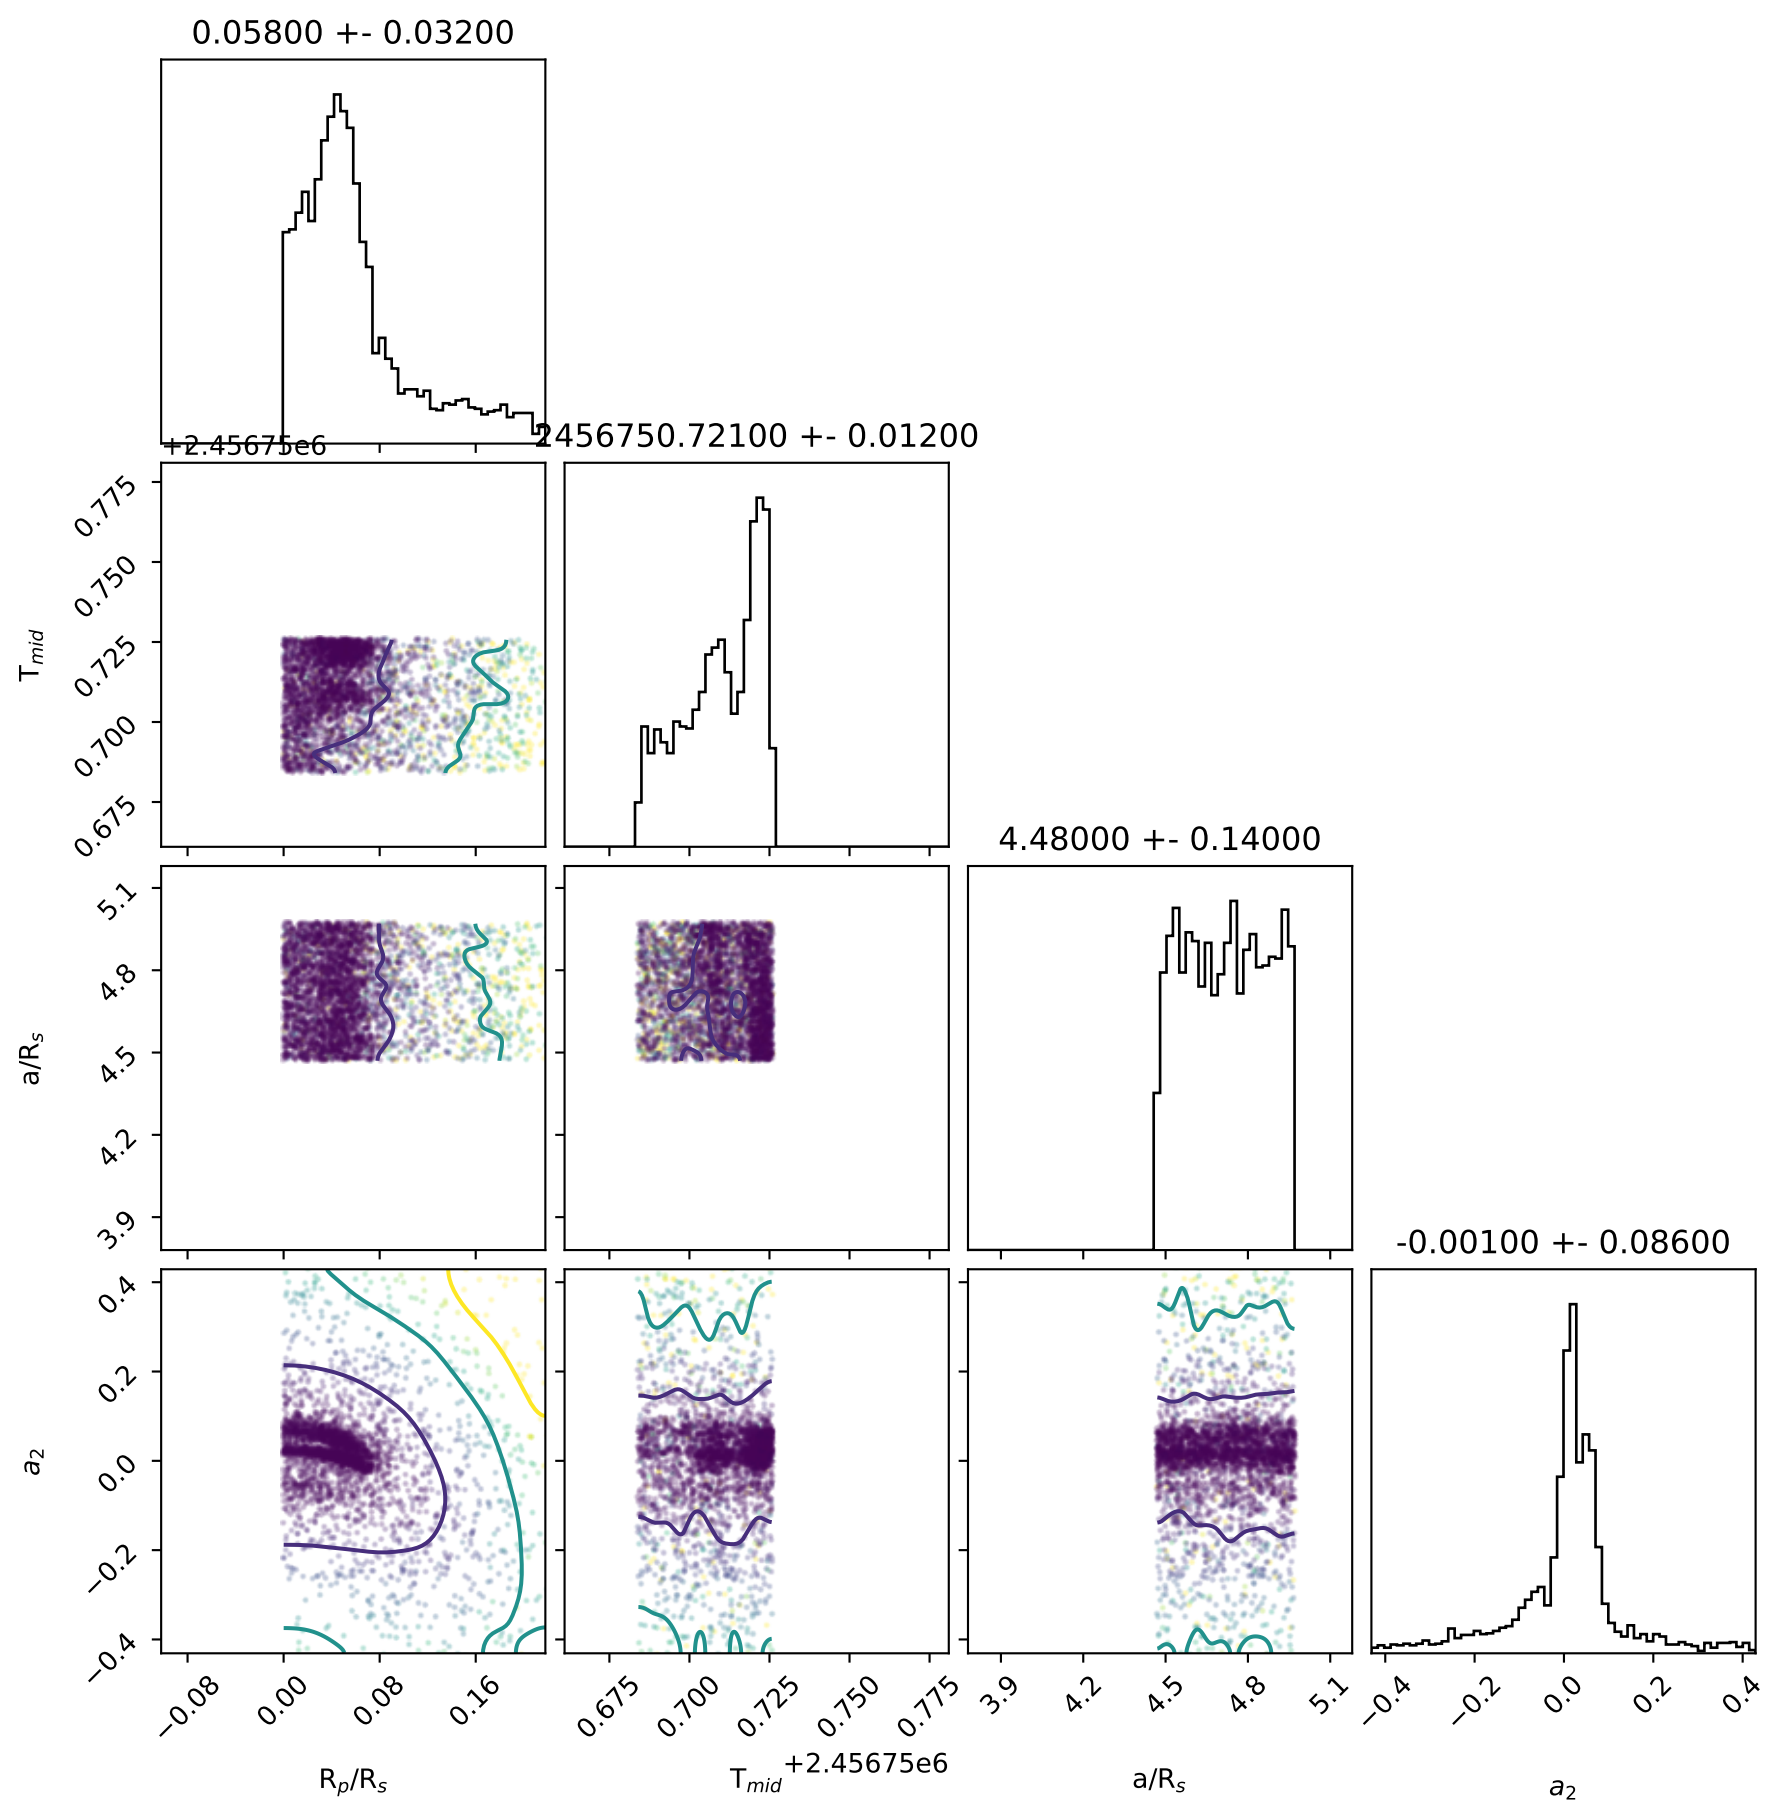 0.05800 +- 0.03200
+2.45675e6
2456750.72100 +- 0.01200
0.775
0.750
0.725
0.700
0.675
T_mid
4.48000 +- 0.14000
5.1
4.8
4.5
4.2
3.9
a/R_s
-0.00100 +- 0.08600
0.4
0.2
0.0
−0.2
−0.4
a_2
−0.08 0.00 0.08 0.16
0.675 0.700 0.725 0.750 0.775
3.9 4.2 4.5 4.8 5.1
−0.4 −0.2 0.0 0.2 0.4
+2.45675e6
R_p/R_s
T_mid
a/R_s
a_2